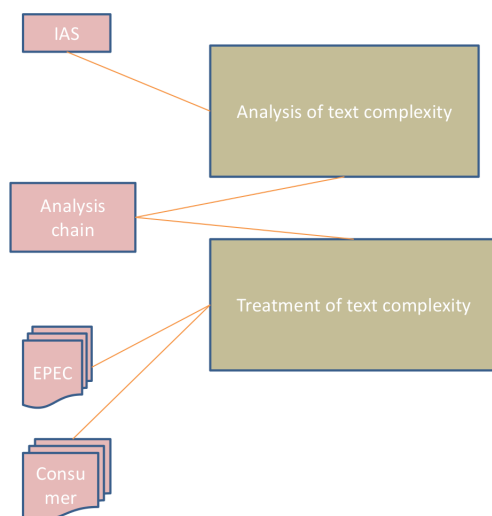 IAS
Analysis of text complexity
Analysis
chain
Treatment of text complexity
EPEC
Consu
mer